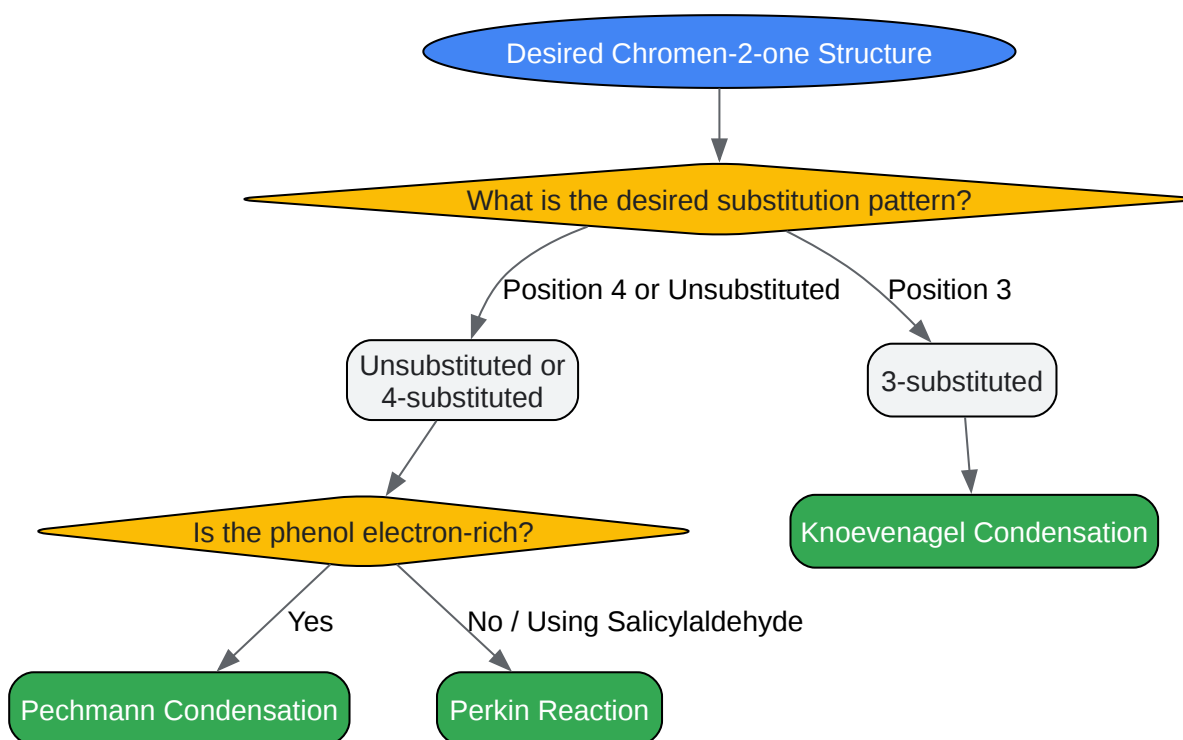 Desired Chromen-2-one Structure
What is the desired substitution pattern?
Position 4 or Unsubstituted
Position 3
Unsubstituted or
4-substituted
3-substituted
Is the phenol electron-rich?
Knoevenagel Condensation
Yes
No / Using Salicylaldehyde
Pechmann Condensation
Perkin Reaction